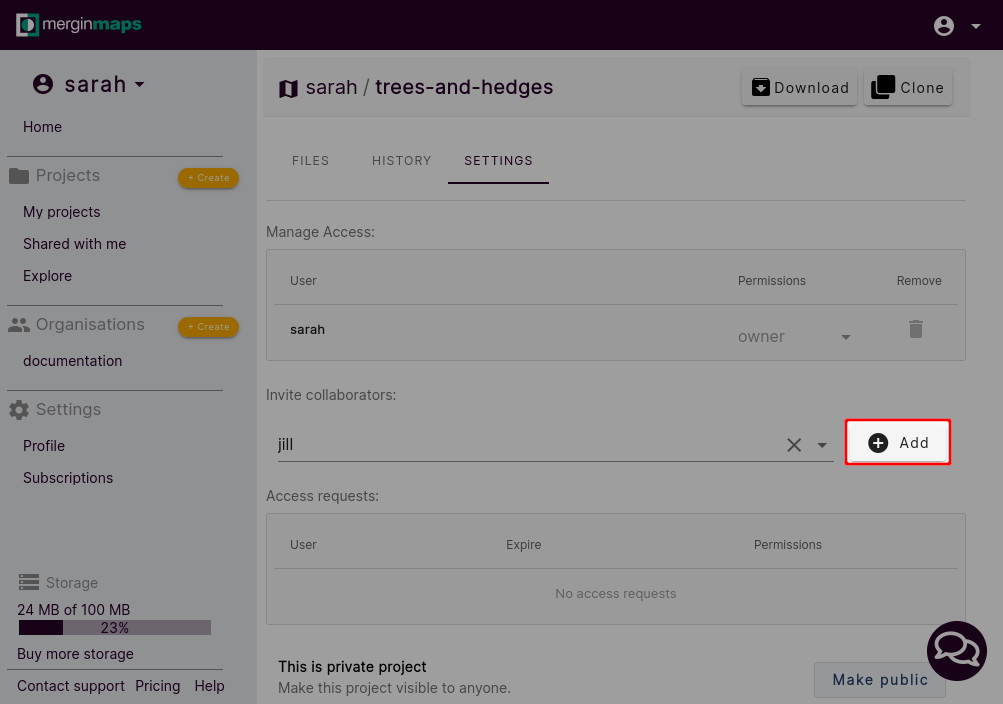 merginmaps
sarah
Home
Projects
+ Create
My projects
Shared with me
Explore
Organisations
+ Create
documentation
Settings
Profile
Subscriptions
Storage
24 MB of 100 MB
23%
Buy more storage
Contact support Pricing Help
sarah / trees-and-hedges
Download
Clone
FILES HISTORY SETTINGS
Manage Access:
User Permissions Remove
sarah owner
Invite collaborators:
jill
Add
Access requests:
User Expire Permissions
No access requests
This is private project
Make this project visible to anyone.
Make public